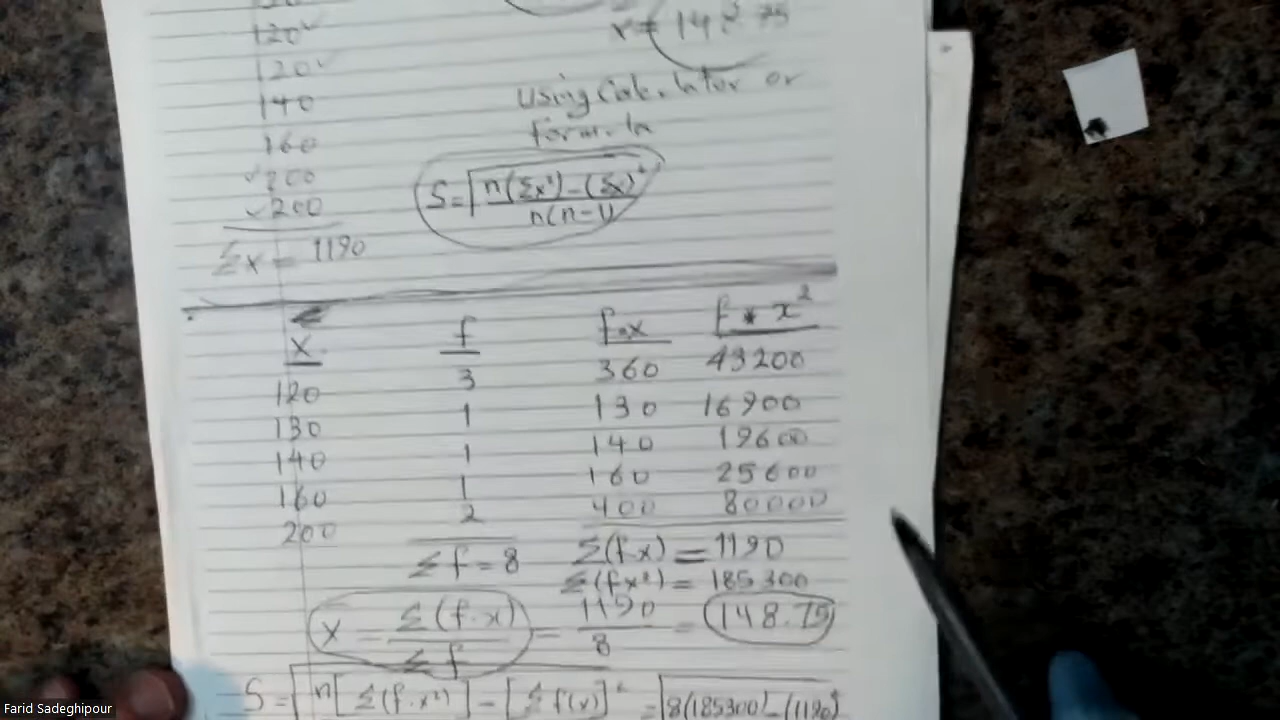 120
120
140
160
200
200
Σx = 1190
x̄ = 148.75
Using Calculator or
formula
S = √ n(Σx²) - (Σx)² / n(n-1)
x f f.x f * x²
120 3 360 43200
130 1 130 16900
140 1 140 19600
160 1 160 25600
200 2 400 80000
Σf = 8 Σ(f.x) = 1190
Σ(fx²) = 185300
x̄ = Σ(f.x) / Σf = 1190 / 8 = 148.75
S = √ n[Σ(f.x²)] - [Σf(x)]² = √ 8(185300) - (1190)²
Farid Sadeghipour